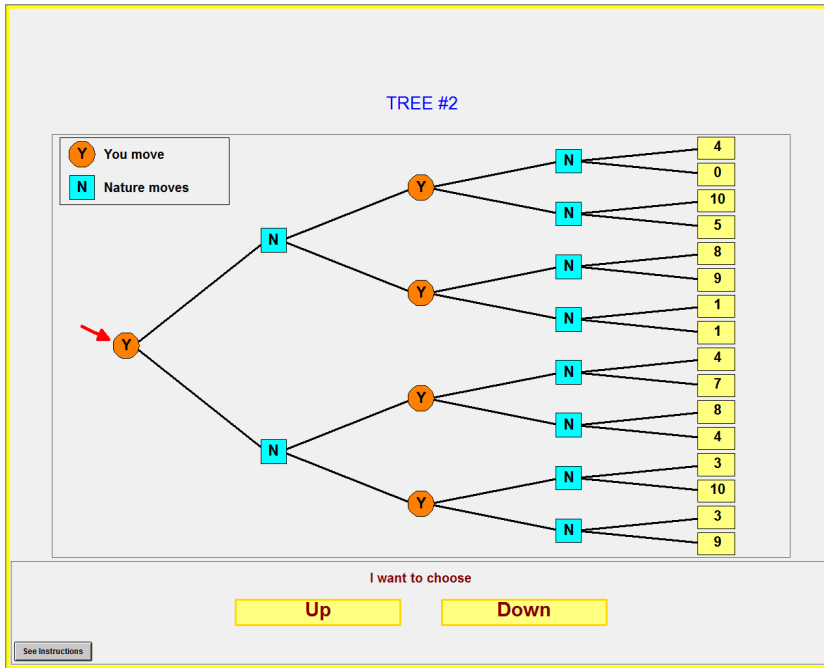 TREE #2
Y You move
N Nature moves
Y
N
N
Y
Y
Y
Y
N
N
N
N
N
N
N
N
4
0
10
5
8
9
1
1
4
7
8
4
3
10
3
9
I want to choose
Up Down
See Instructions